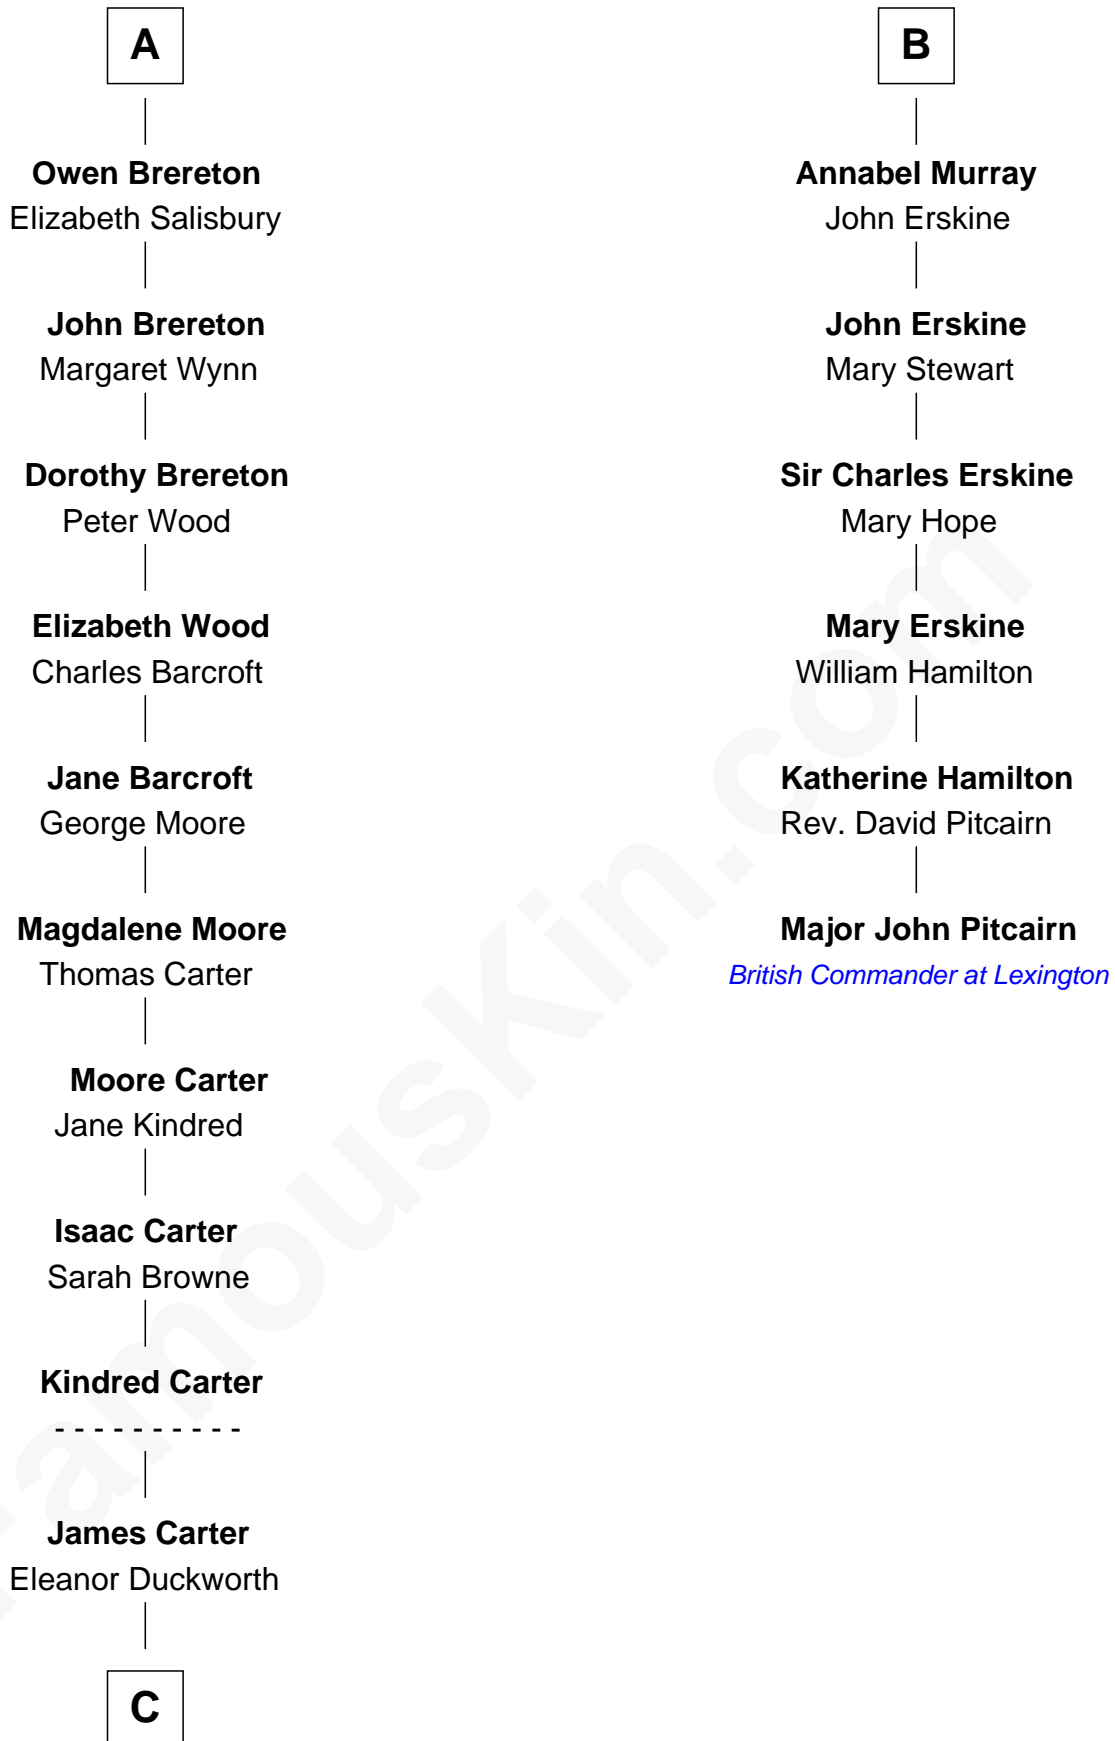 A
Owen Brereton
Elizabeth Salisbury
John Brereton
Margaret Wynn
Dorothy Brereton
Peter Wood
Elizabeth Wood
Charles Barcroft
Jane Barcroft
George Moore
Magdalene Moore
Thomas Carter
Moore Carter
Jane Kindred
Isaac Carter
Sarah Browne
Kindred Carter
- - - - - - - - - -
James Carter
Eleanor Duckworth
C
B
Annabel Murray
John Erskine
John Erskine
Mary Stewart
Sir Charles Erskine
Mary Hope
Mary Erskine
William Hamilton
Katherine Hamilton
Rev. David Pitcairn
Major John Pitcairn
British Commander at Lexington
FamousKin.com